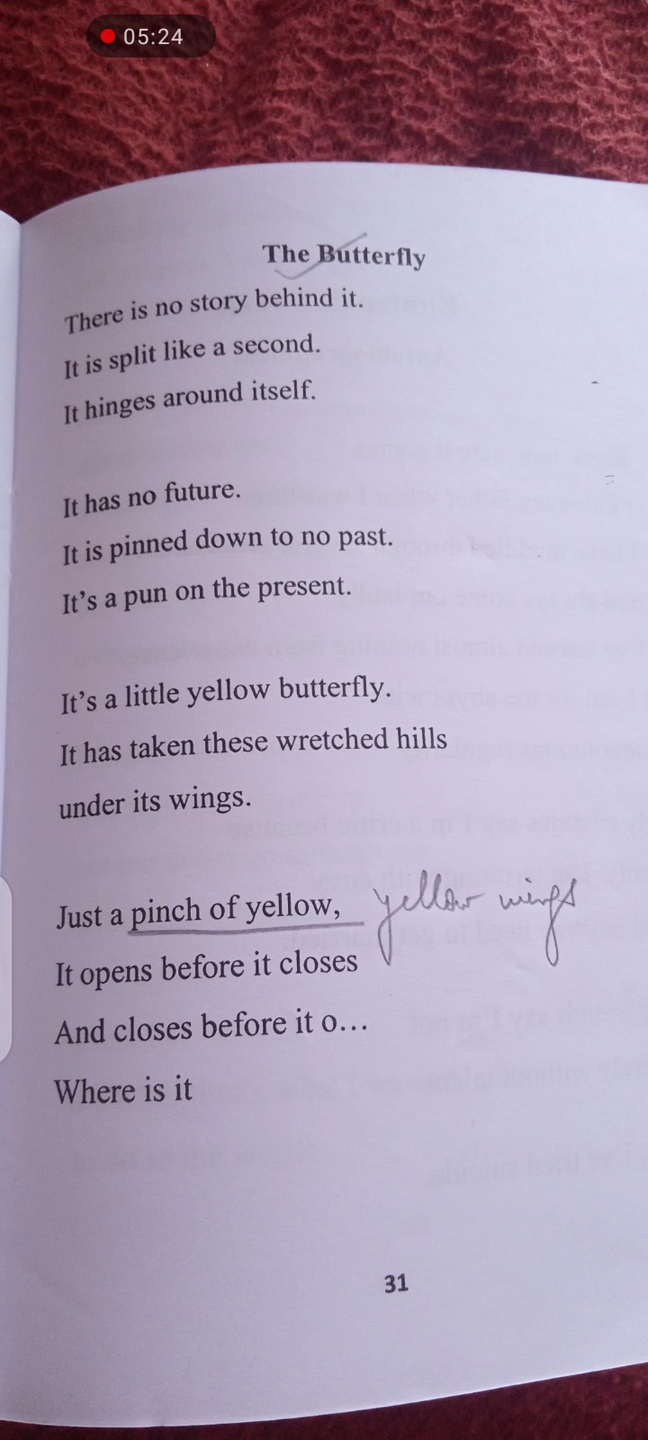 05:24
The Butterfly
There is no story behind it.
It is split like a second.
It hinges around itself.
It has no future.
It is pinned down to no past.
It's a pun on the present.
It's a little yellow butterfly.
It has taken these wretched hills
under its wings.
Just a pinch of yellow, yellow wings
It opens before it closes
And closes before it o...
Where is it
31